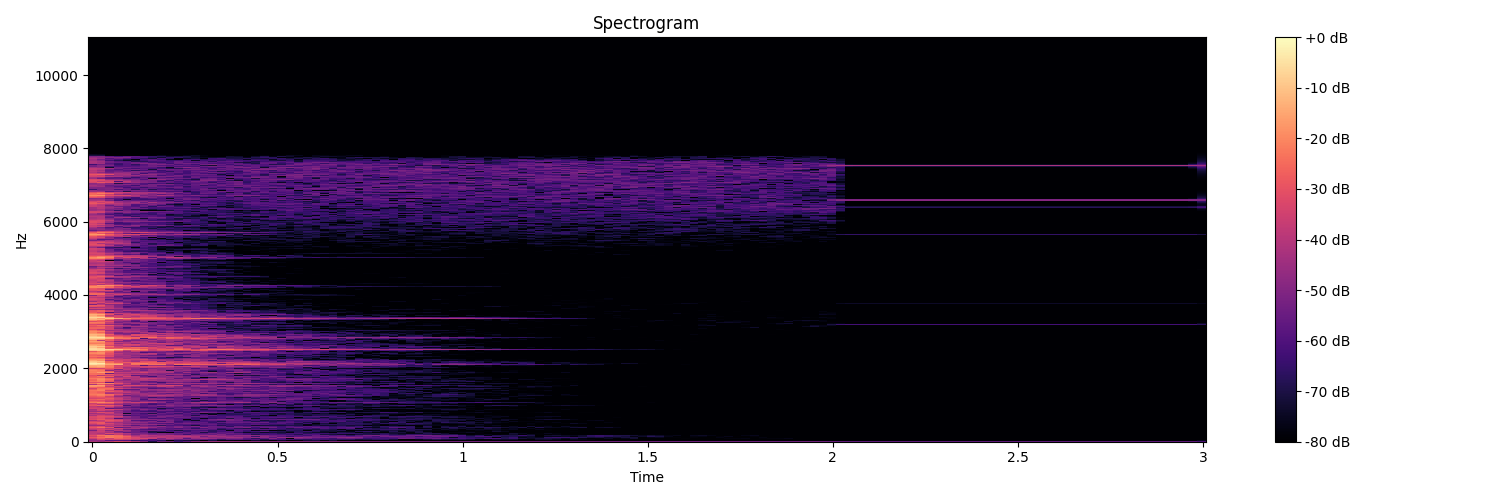 Spectrogram
10000
8000
6000
4000
2000
0
Hz
0 0.5 1 1.5 2 2.5 3
Time
+0 dB
-10 dB
-20 dB
-30 dB
-40 dB
-50 dB
-60 dB
-70 dB
-80 dB